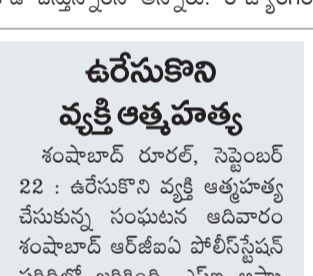 ఉరేసుకొని
వ్యక్తి ఆత్మహత్య
శంషాబాద్ రూరల్, సెప్టెంబర్
22 : ఉరేసుకొని వ్యక్తి ఆత్మహత్య
చేసుకున్న సంఘటన ఆదివారం
శంషాబాద్ ఆర్‌జీఐఏ పోలీస్‌స్టేషన్